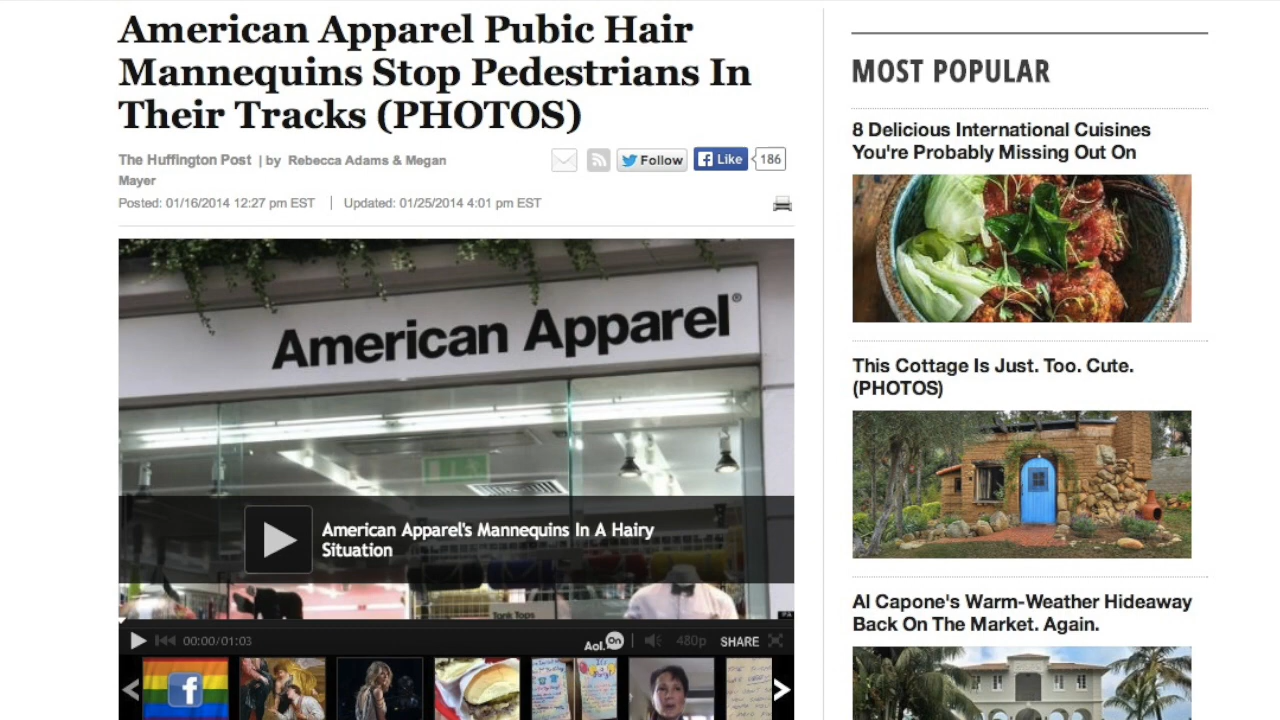 American Apparel Pubic Hair
Mannequins Stop Pedestrians In
Their Tracks (PHOTOS)
The Huffington Post | by Rebecca Adams & Megan
Mayer
Follow
Like
186
Posted: 01/16/2014 12:27 pm EST | Updated: 01/25/2014 4:01 pm EST
American Apparel®
American Apparel's Mannequins In A Hairy
Situation
Tank Tops
PA
00:00/01:03
Aol.On
480p
SHARE
f
MOST POPULAR
8 Delicious International Cuisines
You're Probably Missing Out On
This Cottage Is Just. Too. Cute.
(PHOTOS)
Al Capone's Warm-Weather Hideaway
Back On The Market. Again.